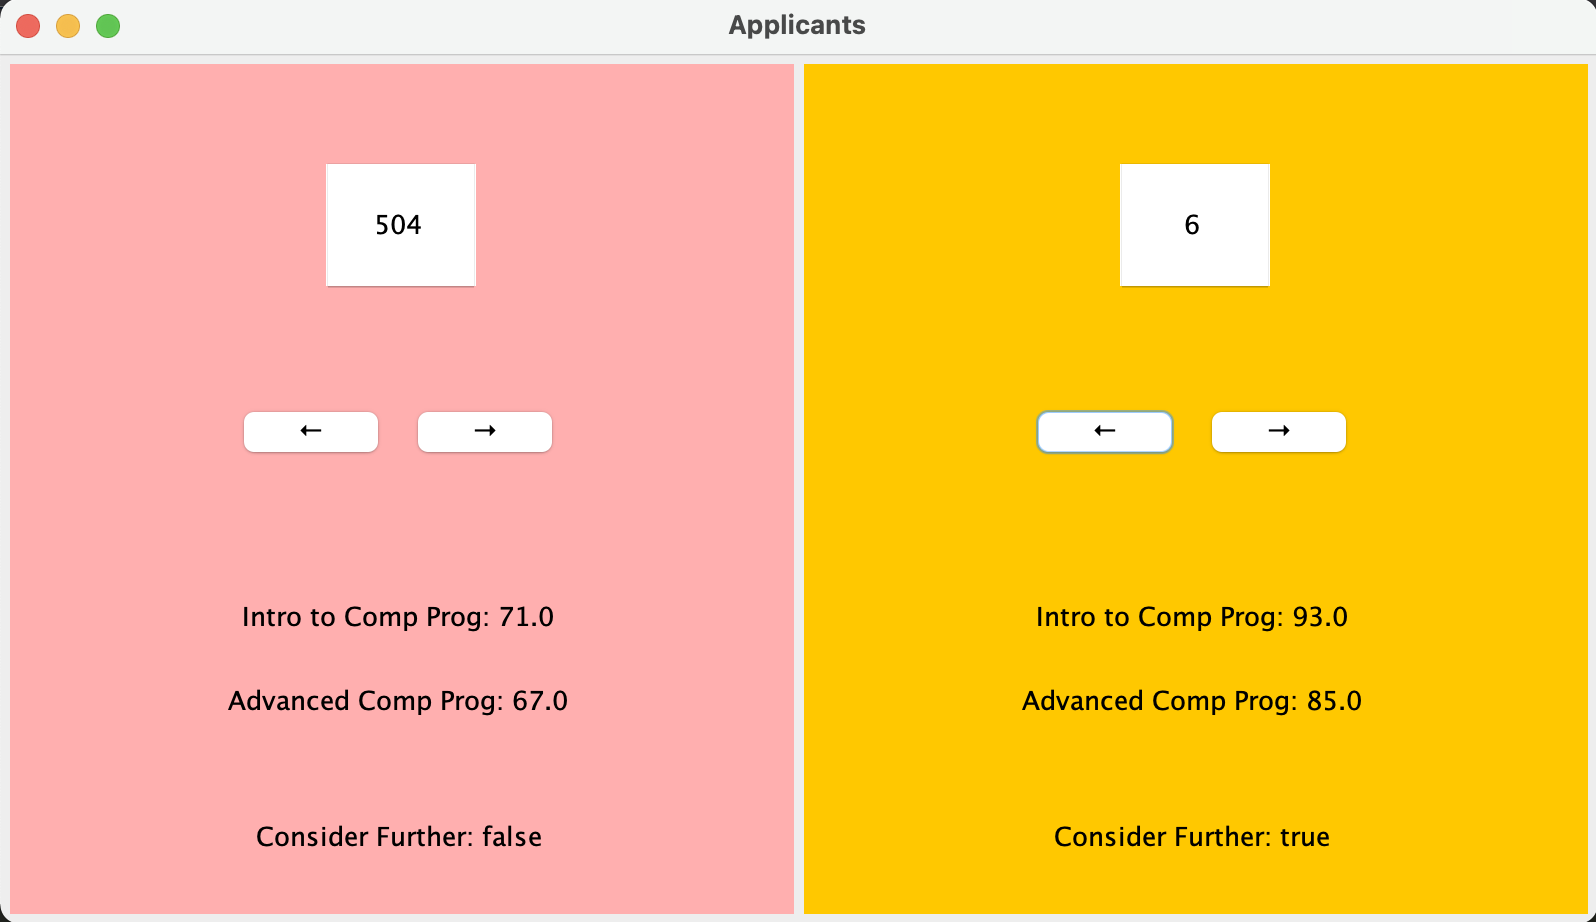 Applicants
504
← →
Intro to Comp Prog: 71.0
Advanced Comp Prog: 67.0
Consider Further: false
6
← →
Intro to Comp Prog: 93.0
Advanced Comp Prog: 85.0
Consider Further: true